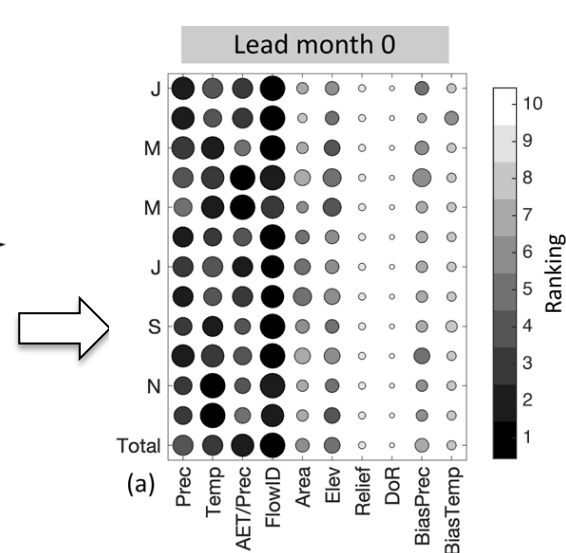 Lead month 0
J
M
M
J
S
N
Total
(a)
Prec
Temp
AET/Prec
FlowID
Area
Elev
Relief
DoR
BiasPrec
BiasTemp
10
9
8
7
6
5
4
3
2
1
Ranking